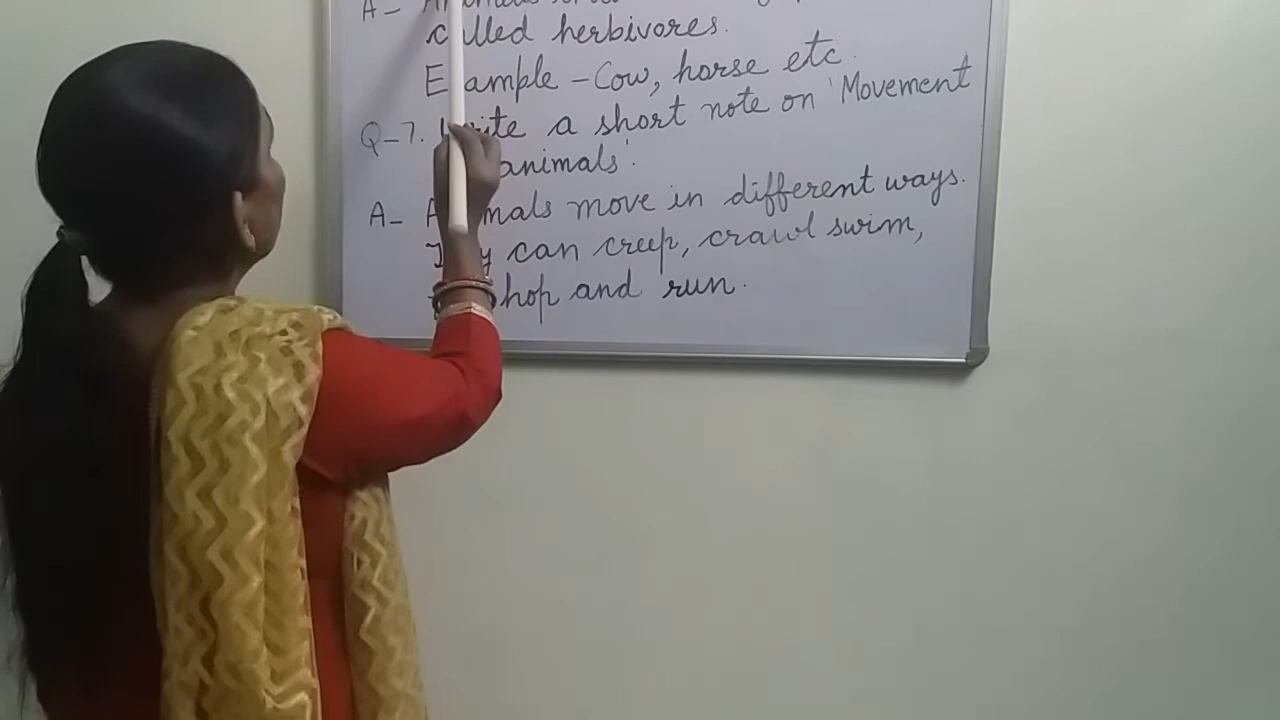 A- Animals
called herbivores.
Example - Cow, horse etc.
Q-7. Write a short note on 'Movement
animals'.
A- Animals move in different ways.
They can creep, crawl swim,
hop and run.